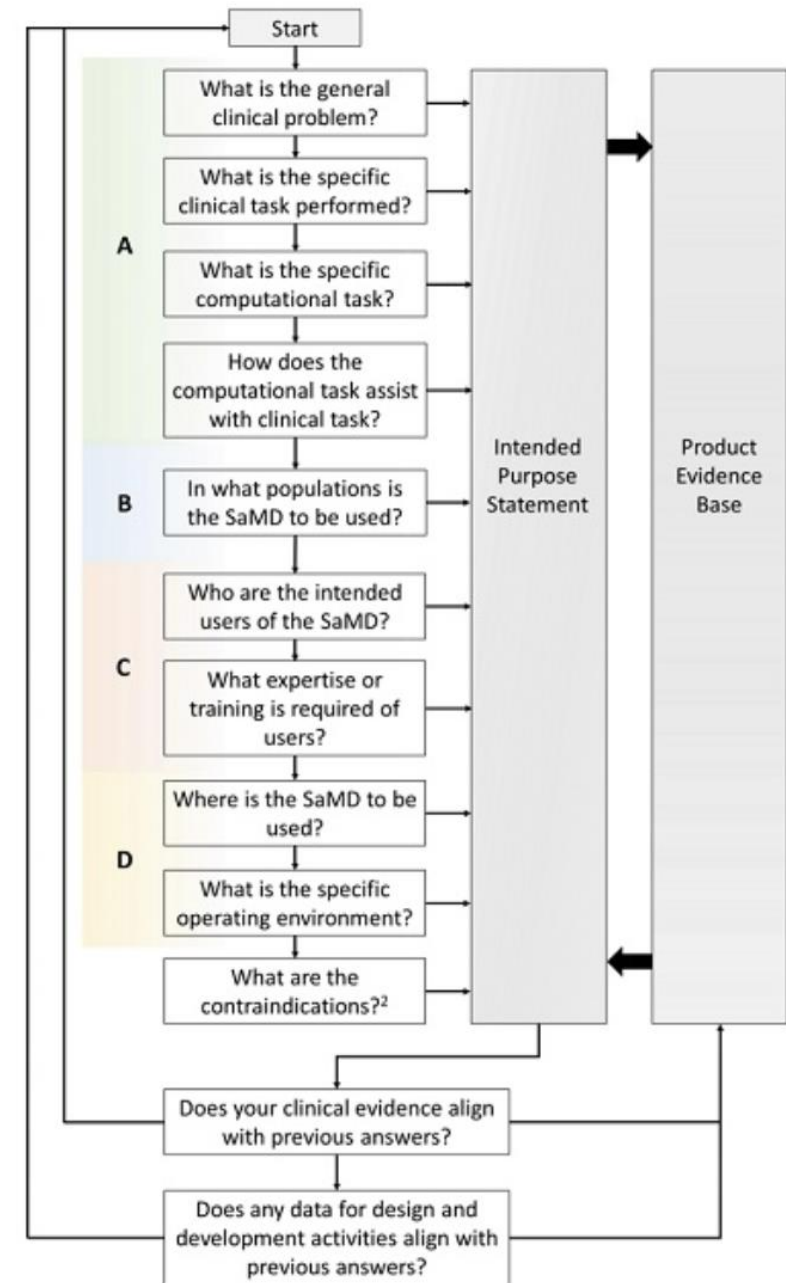 Start
What is the general
clinical problem?
What is the specific
clinical task performed?
What is the specific
computational task?
How does the
computational task assist
with clinical task?
A
In what populations is
the SaMD to be used?
B
Who are the intended
users of the SaMD?
What expertise or
training is required of
users?
C
Where is the SaMD to be
used?
What is the specific
operating environment?
D
What are the
contraindications?²
Intended
Purpose
Statement
Product
Evidence
Base
Does your clinical evidence align
with previous answers?
Does any data for design and
development activities align with
previous answers?